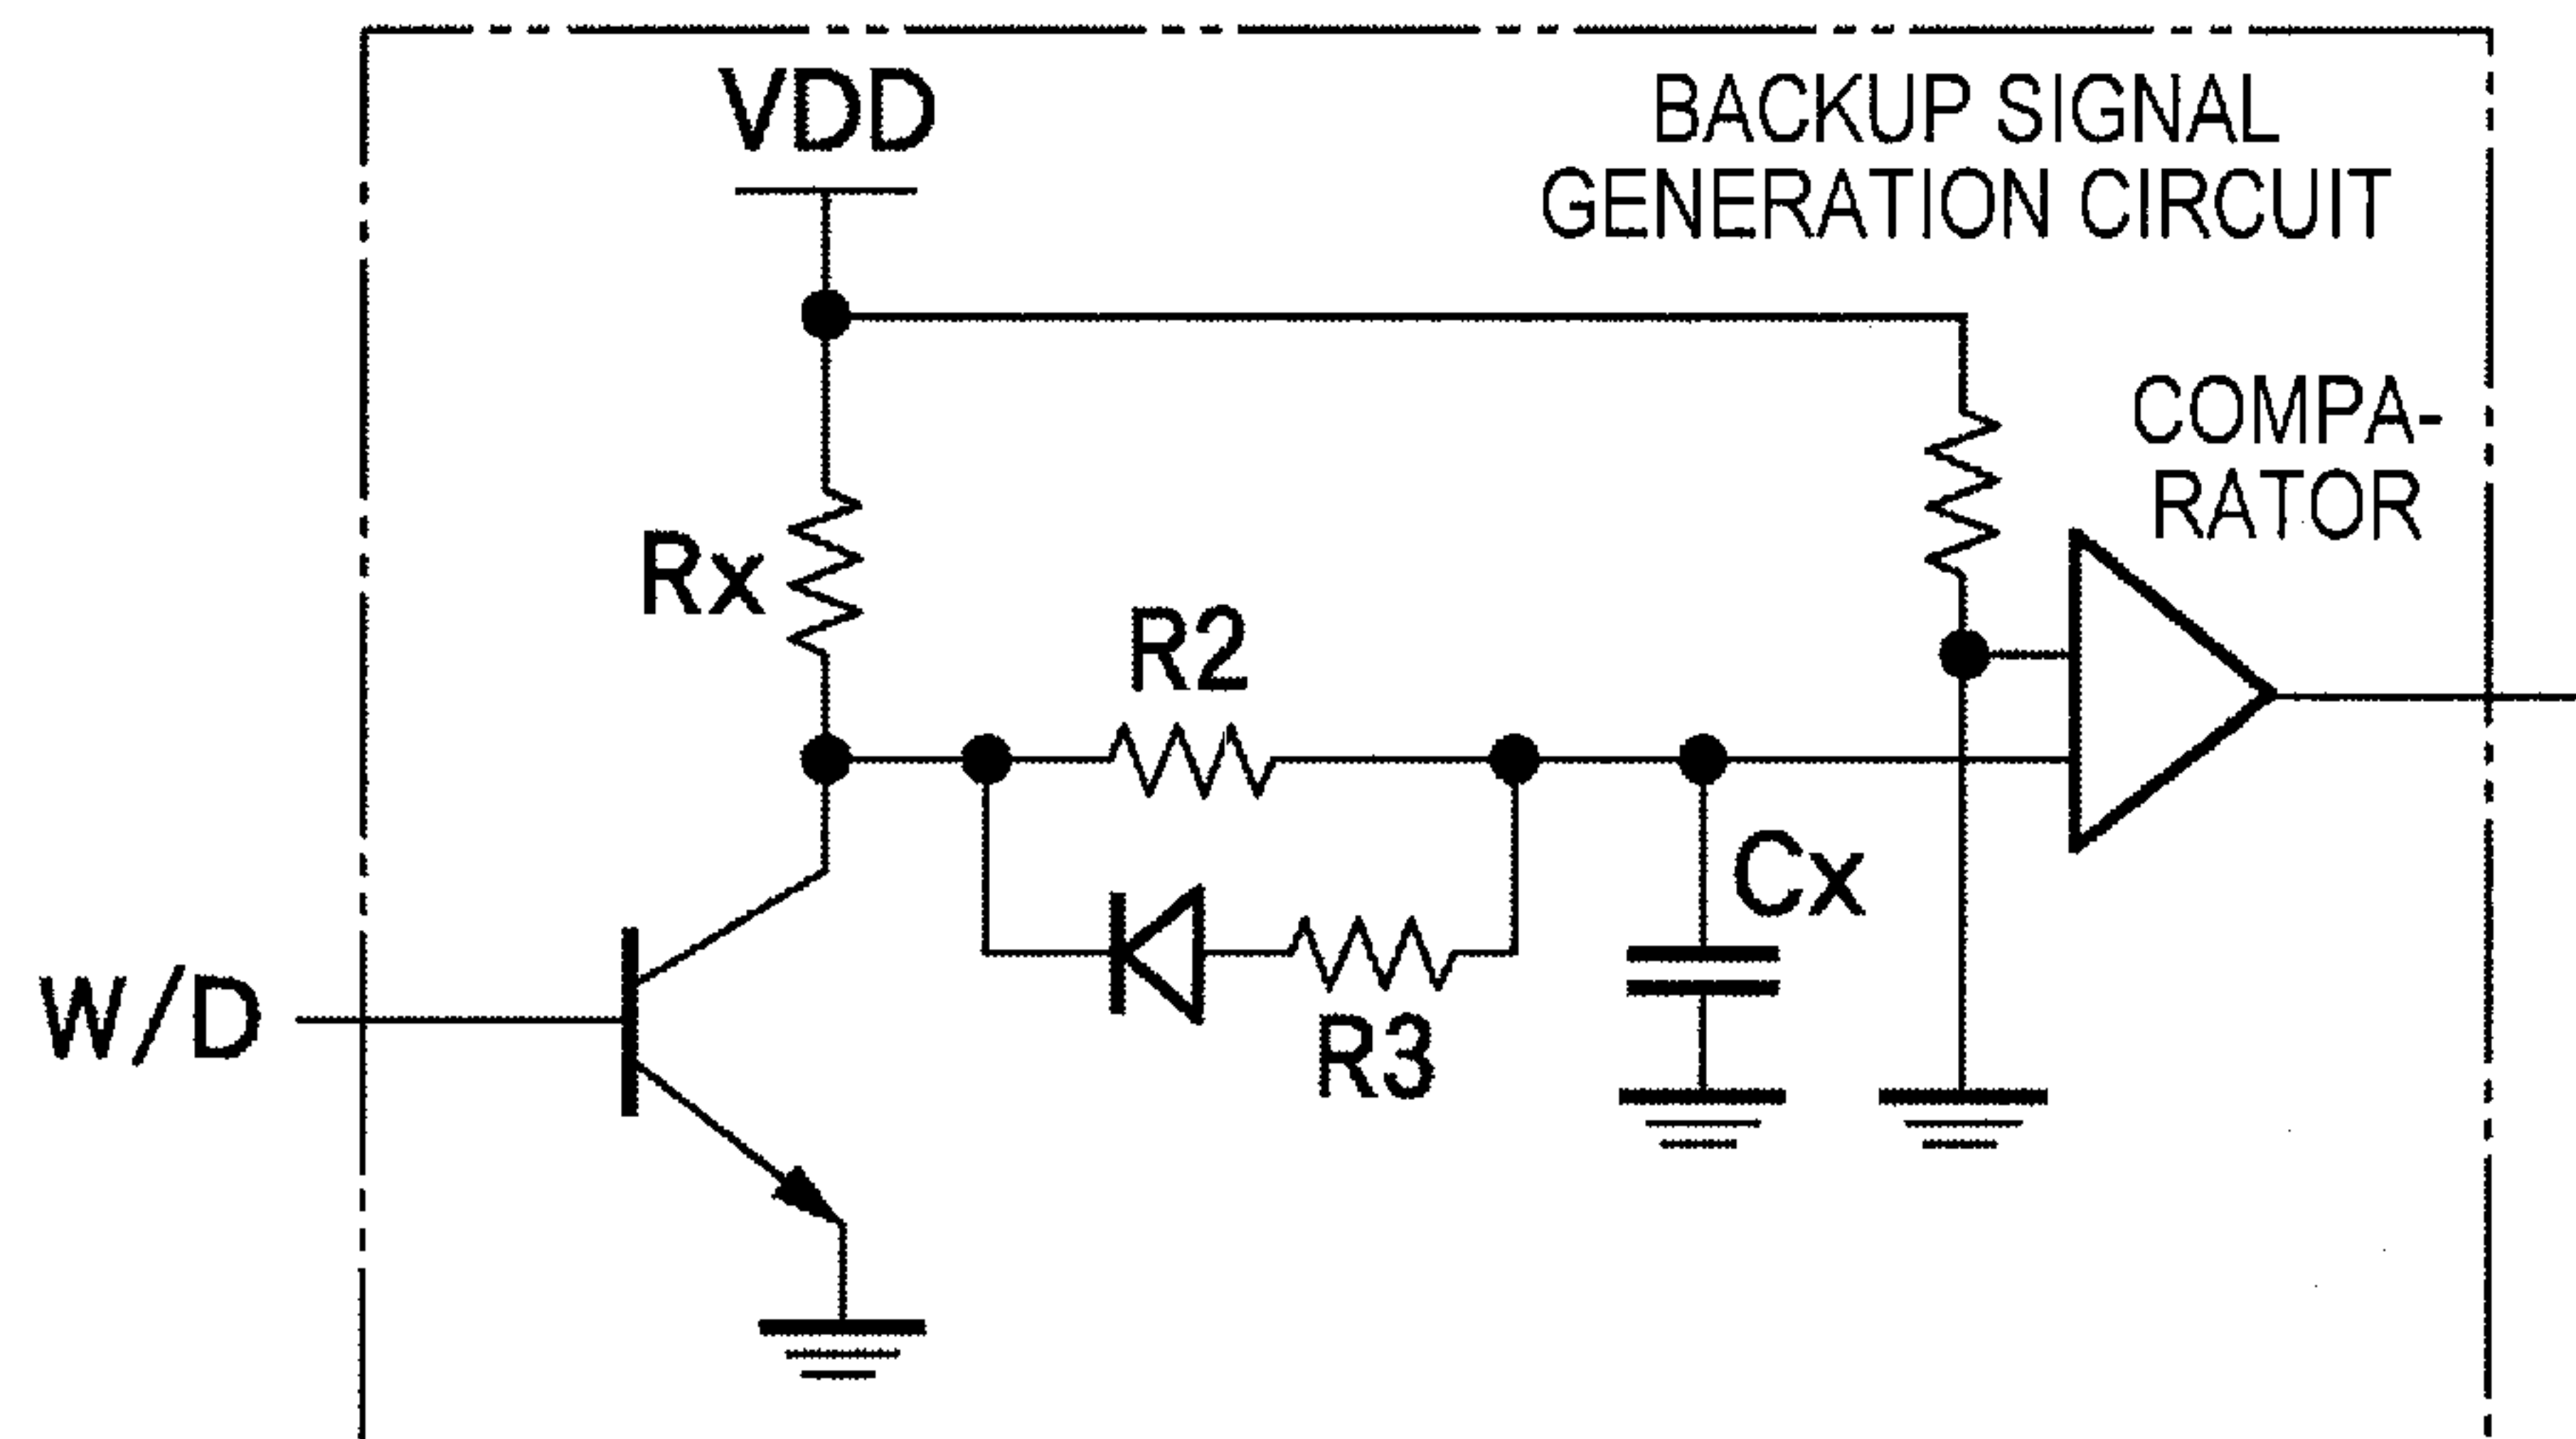 VDD
BACKUP SIGNAL
GENERATION CIRCUIT
COMPA-
RATOR
Rx
R2
Cx
W/D
R3